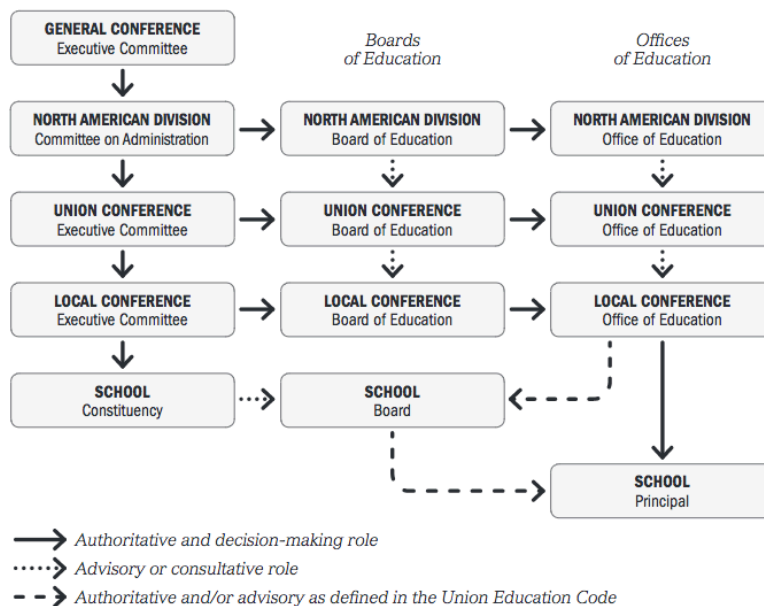 GENERAL CONFERENCE
Executive Committee
Boards
of Education
Offices
of Education
NORTH AMERICAN DIVISION
Committee on Administration
NORTH AMERICAN DIVISION
Board of Education
NORTH AMERICAN DIVISION
Office of Education
UNION CONFERENCE
Executive Committee
UNION CONFERENCE
Board of Education
UNION CONFERENCE
Office of Education
LOCAL CONFERENCE
Executive Committee
LOCAL CONFERENCE
Board of Education
LOCAL CONFERENCE
Office of Education
SCHOOL
Constituency
SCHOOL
Board
SCHOOL
Principal
Authoritative and decision-making role
Advisory or consultative role
Authoritative and/or advisory as defined in the Union Education Code